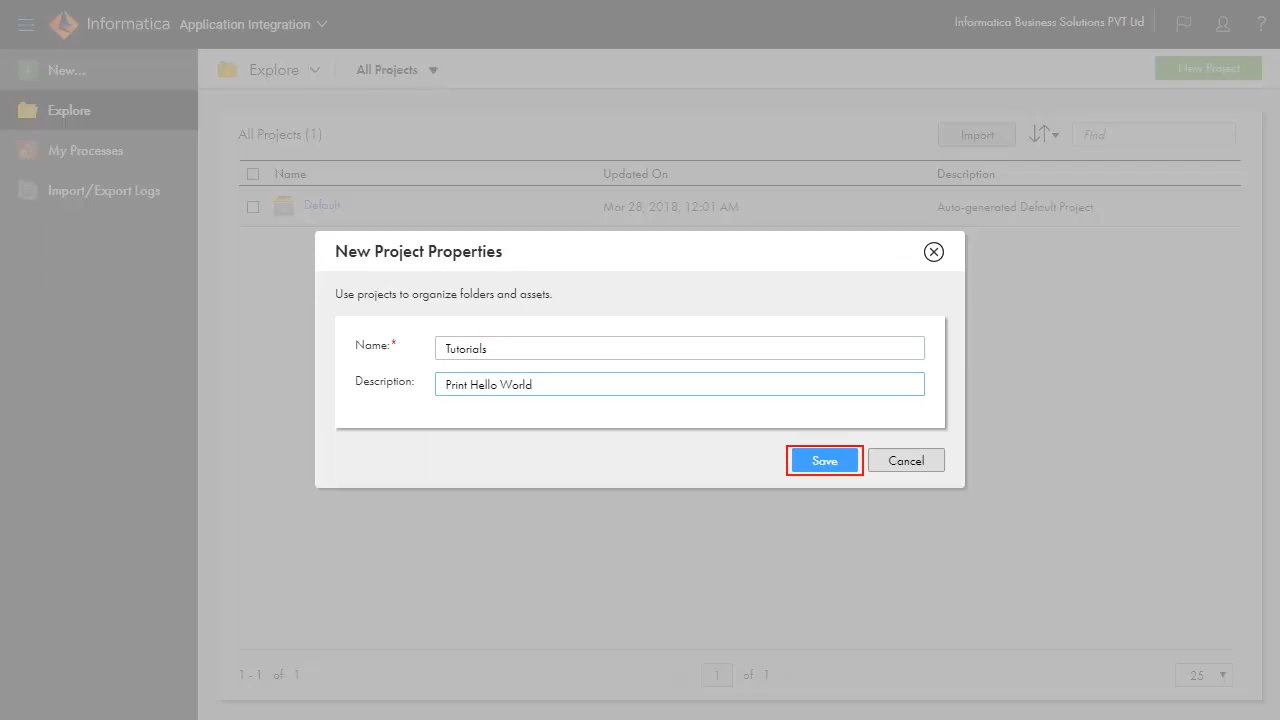 Informatica Application Integration
Informatica Business Solutions PVT Ltd
?
New...
Explore
My Processes
Import/Export Logs
Explore
All Projects
New Project
All Projects (1)
Import
Find
Name Updated On Description
Default Mar 28, 2018, 12:01 AM Auto-generated Default Project
New Project Properties
Use projects to organize folders and assets.
Name:* Tutorials
Description: Print Hello World
Save Cancel
1 - 1 of 1
1 of 1
25